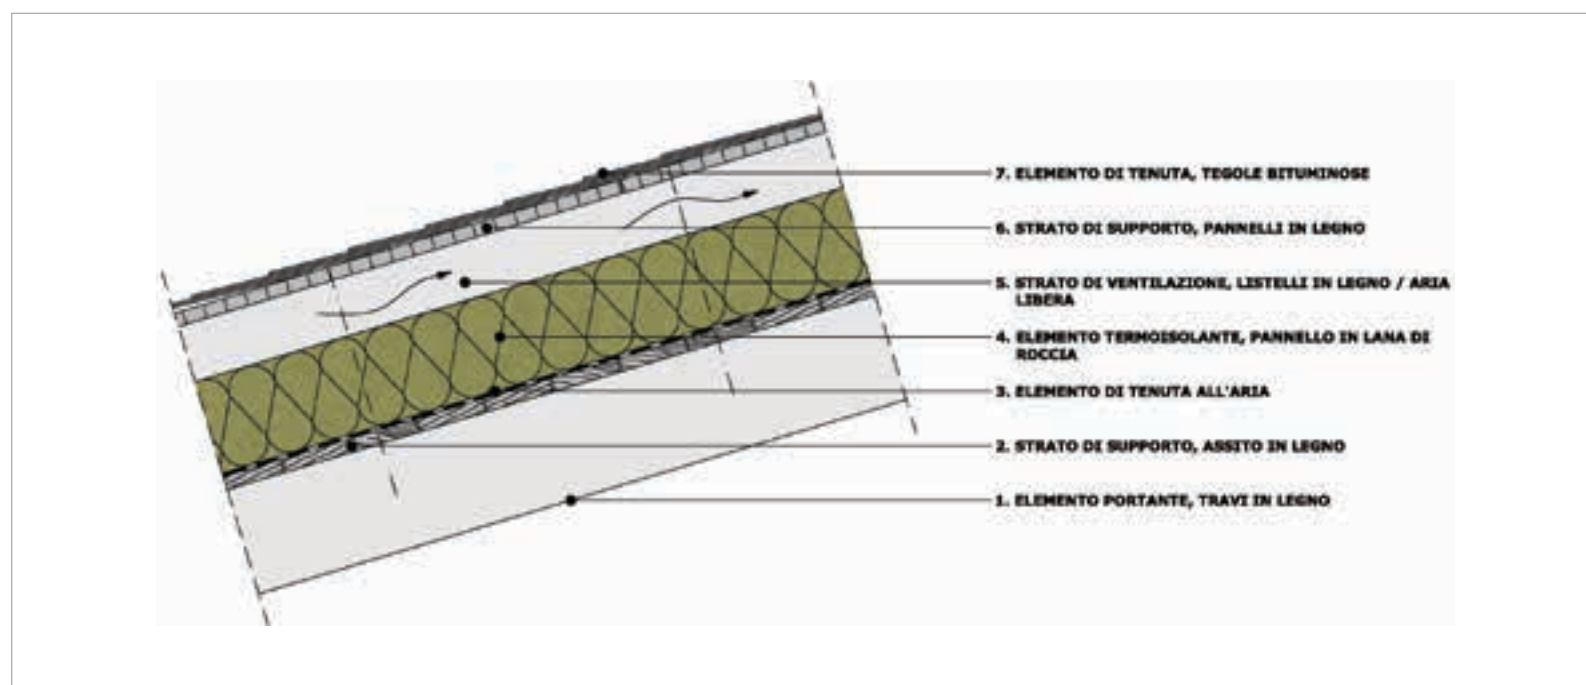 7. ELEMENTO DI TENUTA, TEGOLE BITUMINOSE
6. STRATO DI SUPPORTO, PANNELLI IN LEGNO
5. STRATO DI VENTILAZIONE, LISTELLI IN LEGNO / ARIA
LIBERA
4. ELEMENTO TERMOISOLANTE, PANNELLO IN LANA DI
ROCCIA
3. ELEMENTO DI TENUTA ALL'ARIA
2. STRATO DI SUPPORTO, ASSITO IN LEGNO
1. ELEMENTO PORTANTE, TRAVI IN LEGNO